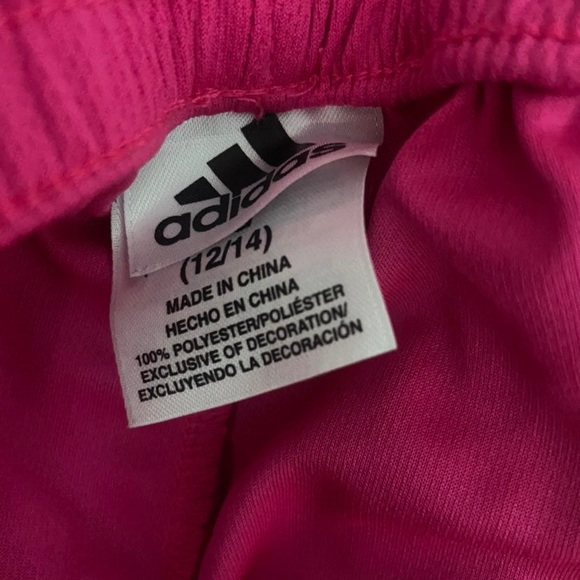 adidas
(12/14)
MADE IN CHINA
HECHO EN CHINA
100% POLYESTER/POLIÉSTER
EXCLUSIVE OF DECORATION/
EXCLUYENDO LA DECORACIÓN